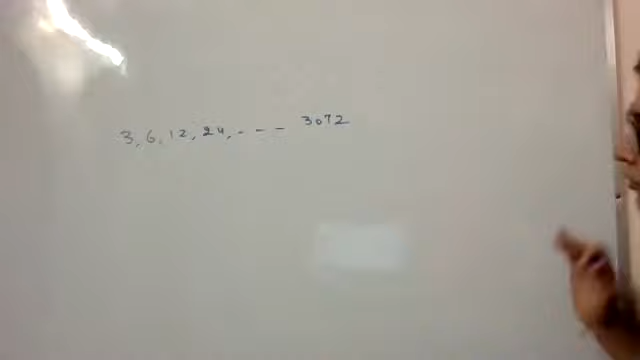 3, 6, 12, 24, - - - 3072